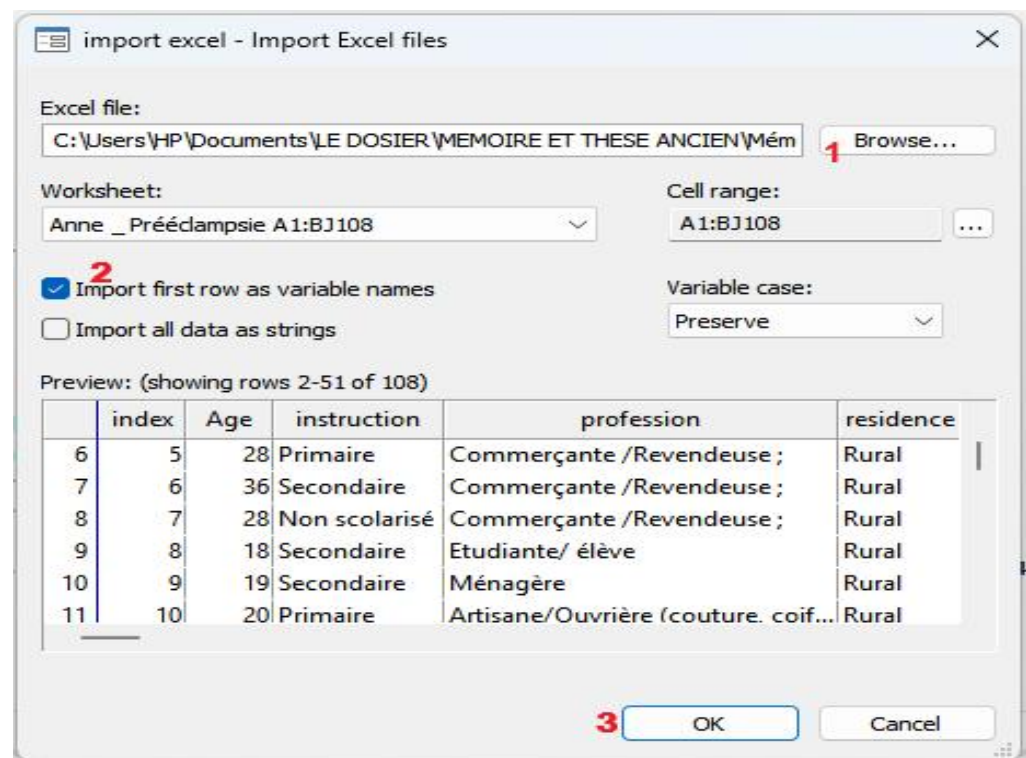 import excel - Import Excel files
Excel file:
C:\Users\HP\Documents\LE DOSIER\MEMOIRE ET THESE ANCIEN\Mém
1 Browse...
Worksheet: Cell range:
Anne _ Prééclampsie A1:BJ108 A1:BJ108 ...
2
Import first row as variable names Variable case:
Import all data as strings Preserve
Preview: (showing rows 2-51 of 108)
index Age instruction profession residence
6 5 28 Primaire Commerçante /Revendeuse ; Rural
7 6 36 Secondaire Commerçante /Revendeuse ; Rural
8 7 28 Non scolarisé Commerçante /Revendeuse ; Rural
9 8 18 Secondaire Etudiante/ élève Rural
10 9 19 Secondaire Ménagère Rural
11 10 20 Primaire Artisane/Ouvrière (couture, coif... Rural
3 OK Cancel